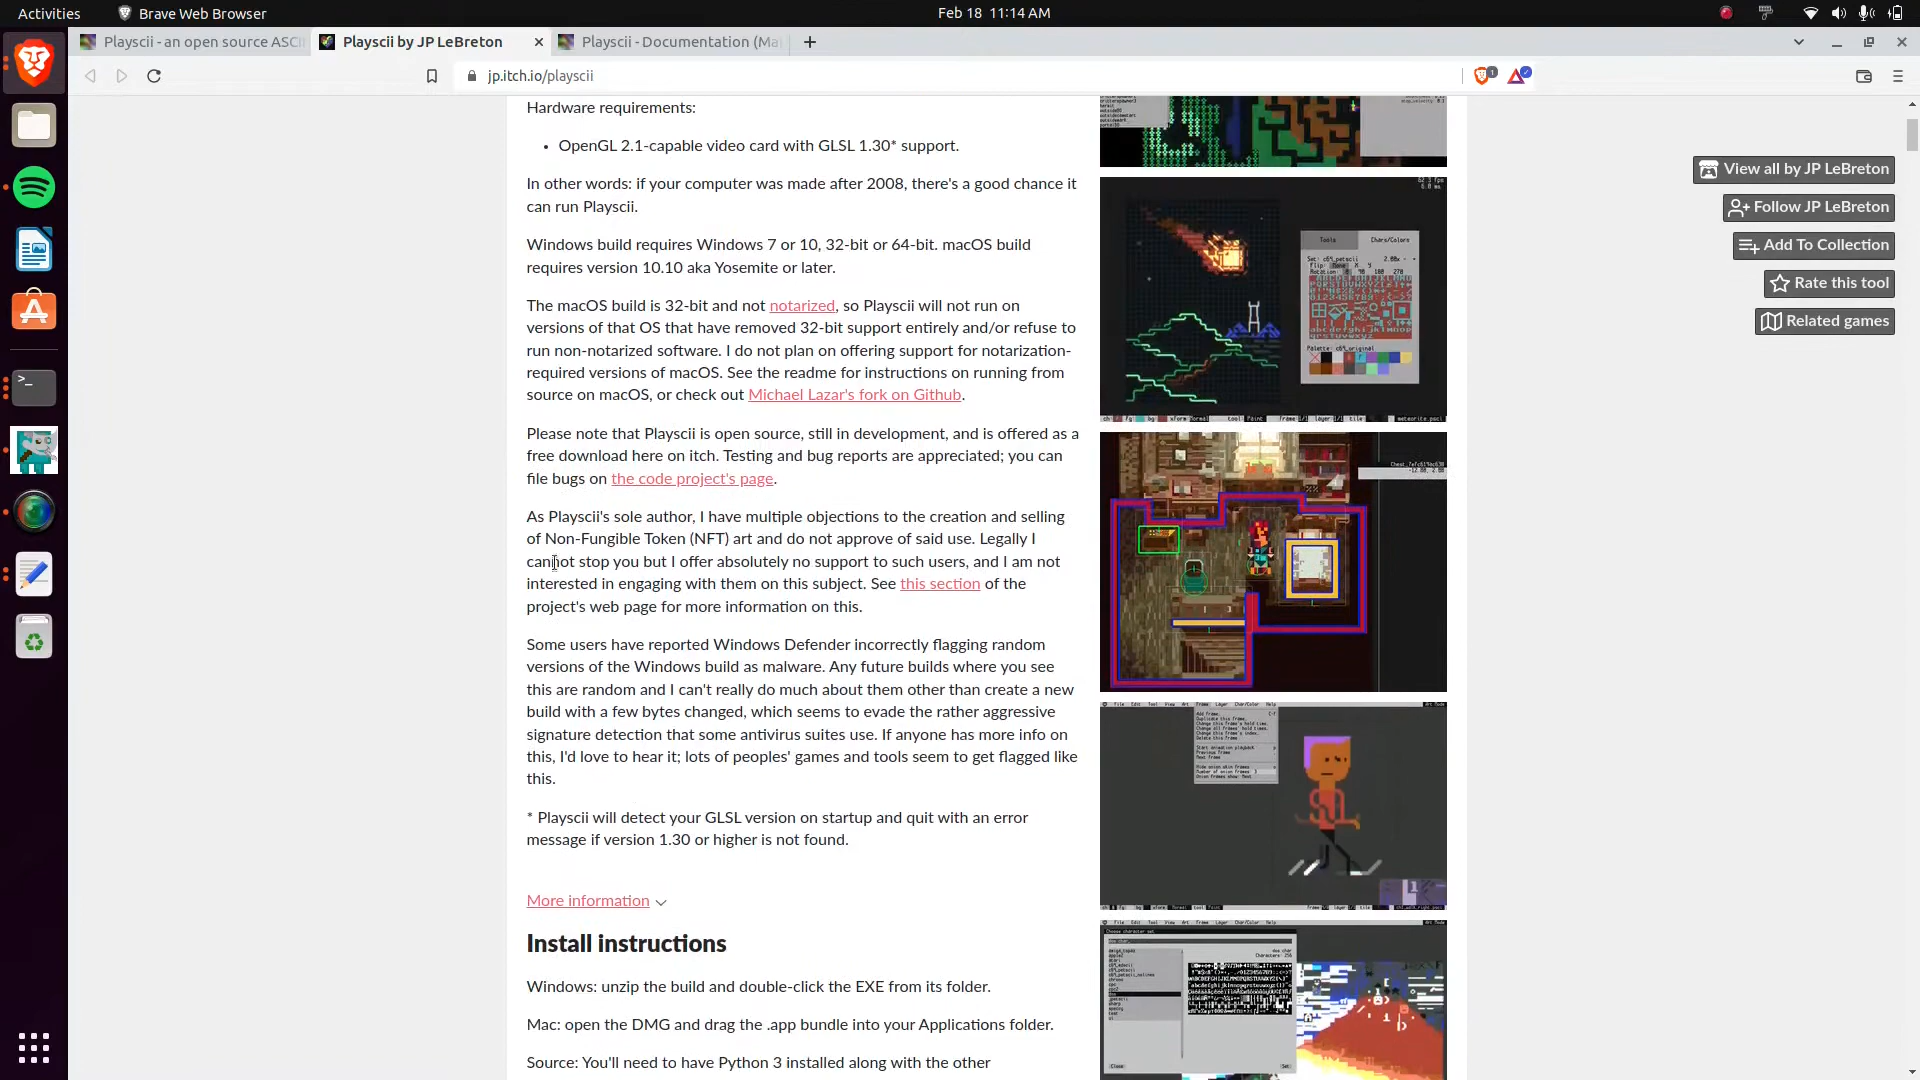 Activities
Brave Web Browser
Feb 18 11:14 AM
Playscii - an open source ASCI
Playscii by JP LeBreton
Playscii - Documentation (Ma
jp.itch.io/playscii
Hardware requirements:
• OpenGL 2.1-capable video card with GLSL 1.30* support.
In other words: if your computer was made after 2008, there's a good chance it
can run Playscii.
Windows build requires Windows 7 or 10, 32-bit or 64-bit. macOS build
requires version 10.10 aka Yosemite or later.
The macOS build is 32-bit and not notarized, so Playscii will not run on
versions of that OS that have removed 32-bit support entirely and/or refuse to
run non-notarized software. I do not plan on offering support for notarization-
required versions of macOS. See the readme for instructions on running from
source on macOS, or check out Michael Lazar's fork on Github.
Please note that Playscii is open source, still in development, and is offered as a
free download here on itch. Testing and bug reports are appreciated; you can
file bugs on the code project's page.
As Playscii's sole author, I have multiple objections to the creation and selling
of Non-Fungible Token (NFT) art and do not approve of said use. Legally I
cannot stop you but I offer absolutely no support to such users, and I am not
interested in engaging with them on this subject. See this section of the
project's web page for more information on this.
Some users have reported Windows Defender incorrectly flagging random
versions of the Windows build as malware. Any future builds where you see
this are random and I can't really do much about them other than create a new
build with a few bytes changed, which seems to evade the rather aggressive
signature detection that some antivirus suites use. If anyone has more info on
this, I'd love to hear it; lots of peoples' games and tools seem to get flagged like
this.
* Playscii will detect your GLSL version on startup and quit with an error
message if version 1.30 or higher is not found.
More information
Install instructions
Windows: unzip the build and double-click the EXE from its folder.
Mac: open the DMG and drag the .app bundle into your Applications folder.
Source: You'll need to have Python 3 installed along with the other
View all by JP LeBreton
Follow JP LeBreton
Add To Collection
Rate this tool
Related games
Tools
Chars/Colors